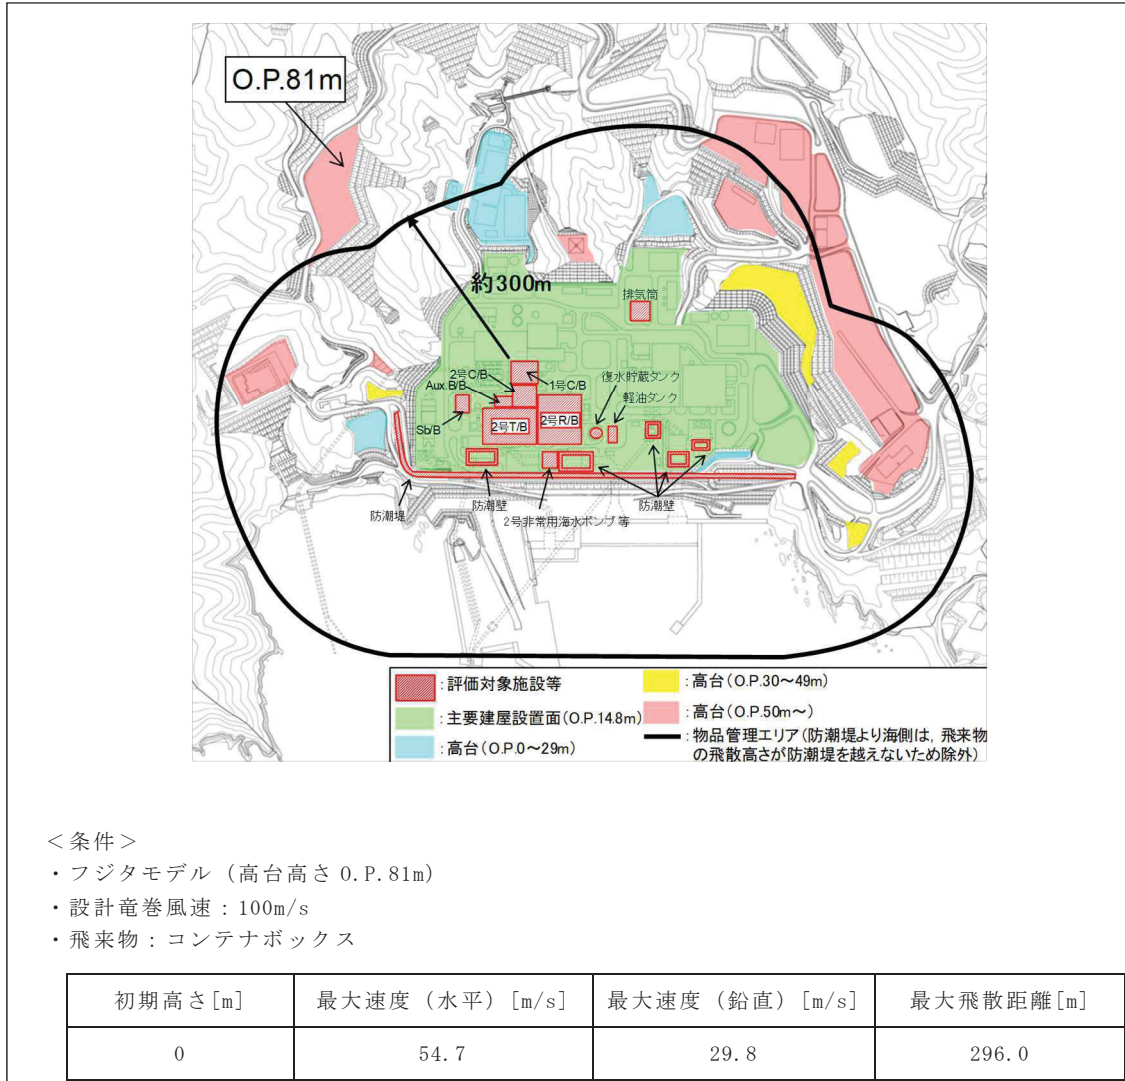 O.P.81m
約300m
排気筒
2号C/B
Aux.B/B
1号C/B
復水貯蔵タンク
軽油タンク
Sb/B
2号T/B
2号R/B
防潮堤
防潮壁
2号非常用海水ポンプ等
防潮壁
:評価対象施設等
:主要建屋設置面(O.P.14.8m)
:高台(O.P.0～29m)
:高台(O.P.30～49m)
:高台(O.P.50m～)
:物品管理エリア(防潮堤より海側は，飛来物
の飛散高さが防潮堤を越えないため除外)
＜条件＞
・フジタモデル（高台高さ O.P.81m）
・設計竜巻風速：100m/s
・飛来物：コンテナボックス
初期高さ[m] 最大速度（水平）[m/s] 最大速度（鉛直）[m/s] 最大飛散距離[m]
0 54.7 29.8 296.0